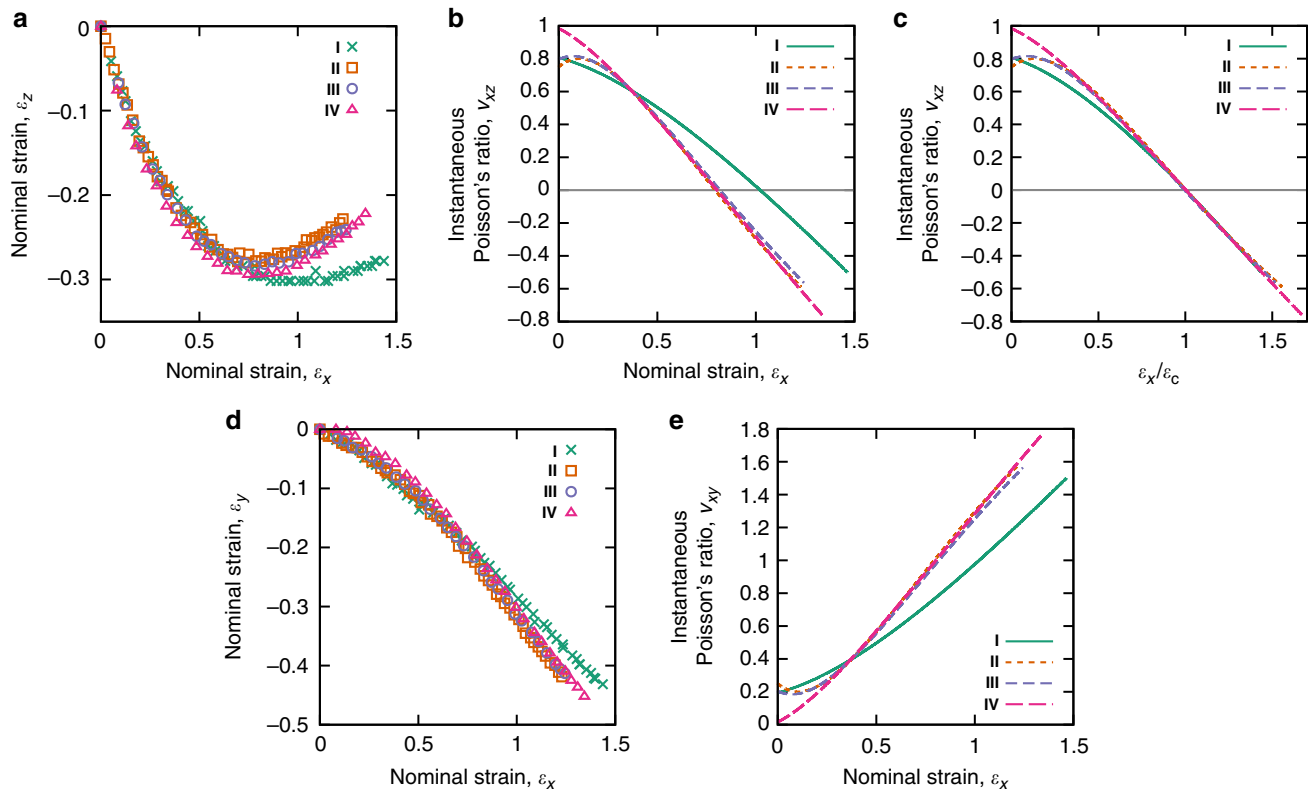 a
Nominal strain, εz
0
−0.1
−0.2
−0.3
0
0.5
1
1.5
Nominal strain, εx
I
II
III
IV
b
Instantaneous
Poisson's ratio, νxz
1
0.8
0.6
0.4
0.2
0
−0.2
−0.4
−0.6
−0.8
0
0.5
1
1.5
Nominal strain, εx
I
II
III
IV
c
Instantaneous
Poisson's ratio, νxz
1
0.8
0.6
0.4
0.2
0
−0.2
−0.4
−0.6
−0.8
0
0.5
1
1.5
εx/εc
I
II
III
IV
d
Nominal strain, εy
0
−0.1
−0.2
−0.3
−0.4
−0.5
0
0.5
1
1.5
Nominal strain, εx
I
II
III
IV
e
Instantaneous
Poisson's ratio, νxy
1.8
1.6
1.4
1.2
1
0.8
0.6
0.4
0.2
0
0
0.5
1
1.5
Nominal strain, εx
I
II
III
IV